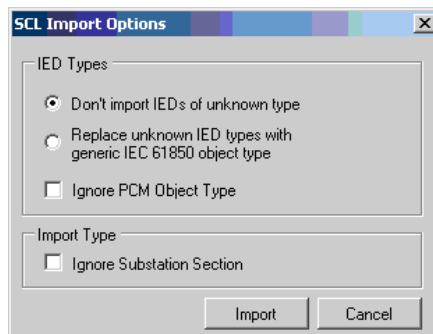 SCL Import Options
IED Types
Don't import IEDs of unknown type
Replace unknown IED types with
generic IEC 61850 object type
Ignore PCM Object Type
Import Type
Ignore Substation Section
Import
Cancel